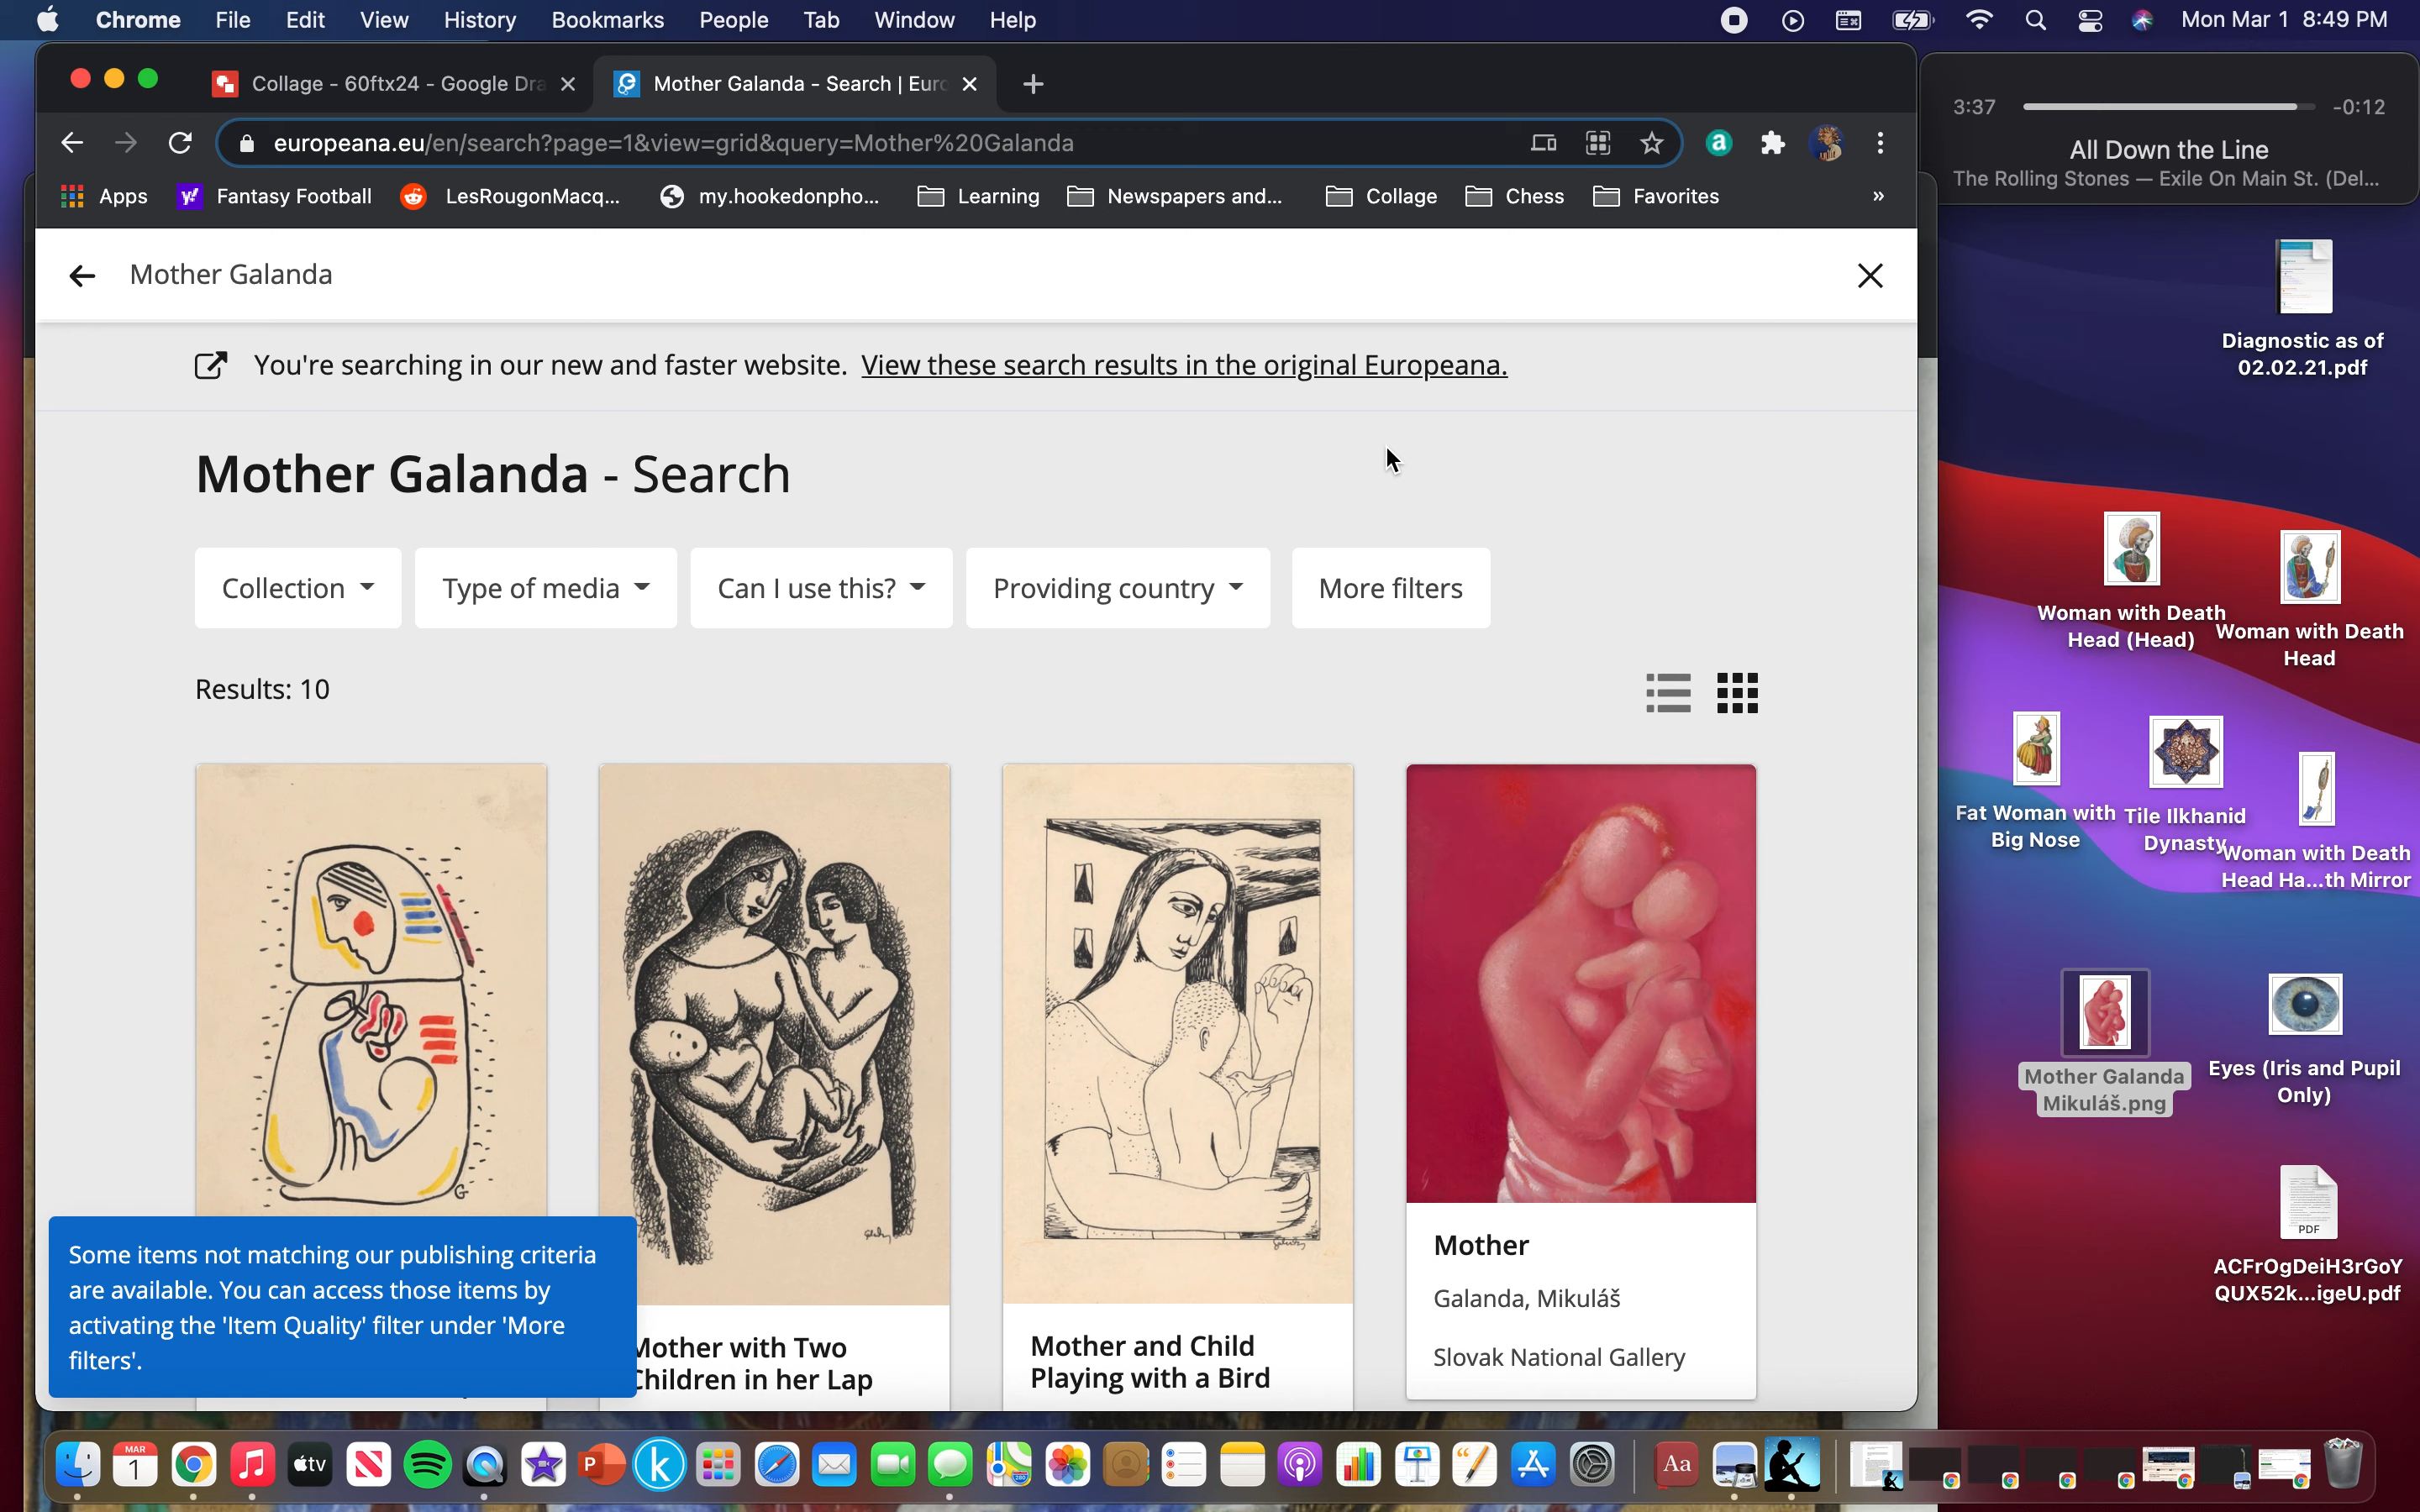 Chrome File Edit View History Bookmarks People Tab Window Help
Mon Mar 1 8:49 PM
Collage - 60ftx24 - Google Dra
Mother Galanda - Search | Euro
europeana.eu/en/search?page=1&view=grid&query=Mother%20Galanda
Apps
Fantasy Football
LesRougonMacq...
my.hookedonpho...
Learning
Newspapers and...
Collage
Chess
Favorites
»
3:37
-0:12
All Down the Line
The Rolling Stones — Exile On Main St. (Del...
Mother Galanda
You're searching in our new and faster website. View these search results in the original Europeana.
Mother Galanda - Search
Collection
Type of media
Can I use this?
Providing country
More filters
Results: 10
Mother with Two
Children in her Lap
Mother and Child
Playing with a Bird
Mother
Galanda, Mikuláš
Slovak National Gallery
Some items not matching our publishing criteria
are available. You can access those items by
activating the 'Item Quality' filter under 'More
filters'.
Diagnostic as of
02.02.21.pdf
Woman with Death
Head (Head)
Woman with Death
Head
Fat Woman with
Big Nose
Tile Ilkhanid
Dynasty
Woman with Death
Head Ha...th Mirror
Mother Galanda
Mikuláš.png
Eyes (Iris and Pupil
Only)
PDF
ACFrOgDeiH3rGoY
QUX52k...igeU.pdf
MAR
1
tv
P
k
280
Aa